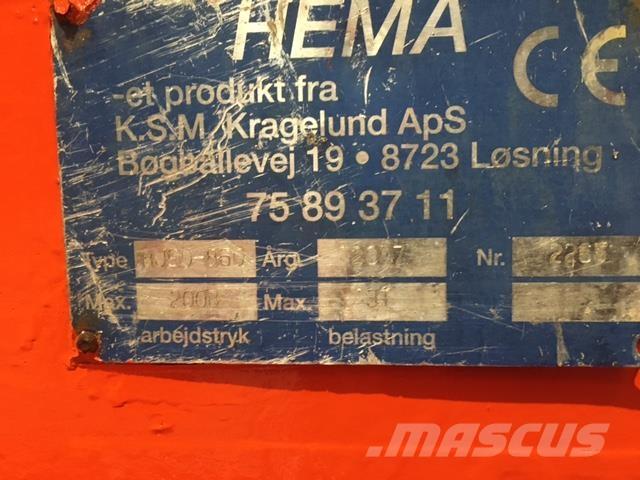 HEMA
CE
-et produkt fra
K.S.M. Kragelund ApS
Bøgballevej 19 • 8723 Løsning
75 89 37 11
Type Årg. Nr.
Max. Max.
arbejdstryk belastning
MASCUS